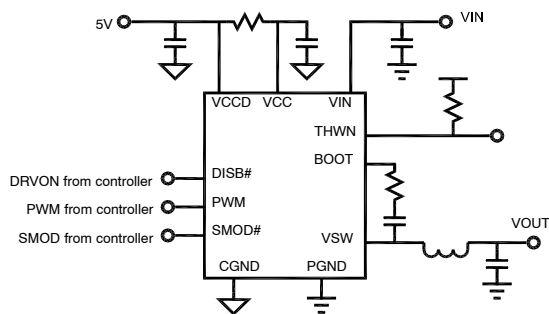 5V
VIN
VCCD
VCC
VIN
THWN
BOOT
DRVON from controller
DISB#
PWM from controller
PWM
SMOD from controller
SMOD#
VSW
VOUT
CGND
PGND